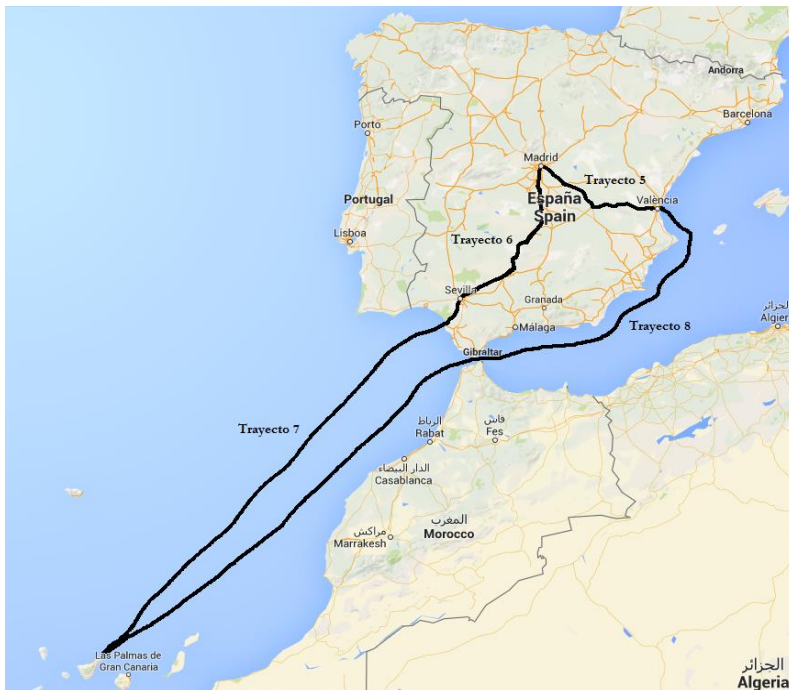 Andorra
Barcelona
Porto
Madrid
Trayecto 5
Portugal
España
Spain
València
Lisboa
Trayecto 6
Sevilla
Granada
الجزائر
Algier
Málaga
Trayecto 8
Gibraltar
Trayecto 7
الرباط
Rabat
فاس
Fes
الدار البيضاء
Casablanca
المغرب
Morocco
مراكش
Marrakesh
Las Palmas de
Gran Canaria
الجزائر
Algeria